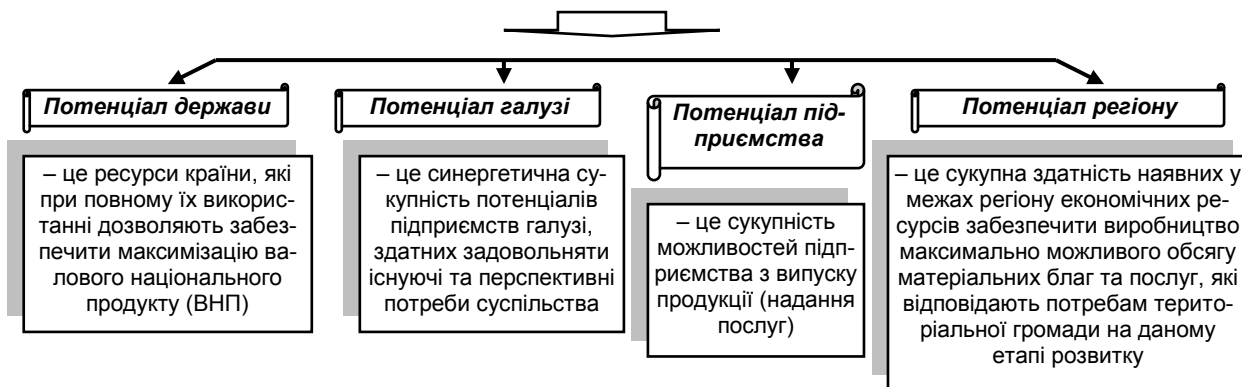 Потенціал держави
– це ресурси країни, які
при повному їх викорис-
танні дозволяють забез-
печити максимізацію ва-
лового національного
продукту (ВНП)
Потенціал галузі
– це синергетична су-
купність потенціалів
підприємств галузі,
здатних задовольняти
існуючі та перспективні
потреби суспільства
Потенціал під-
приємства
– це сукупність
можливостей підп-
риємства з випуску
продукції (надання
послуг)
Потенціал регіону
– це сукупна здатність наявних у
межах регіону економічних ре-
сурсів забезпечити виробництво
максимально можливого обсягу
матеріальних благ та послуг, які
відповідають потребам терито-
ріальної громади на даному
етапі розвитку